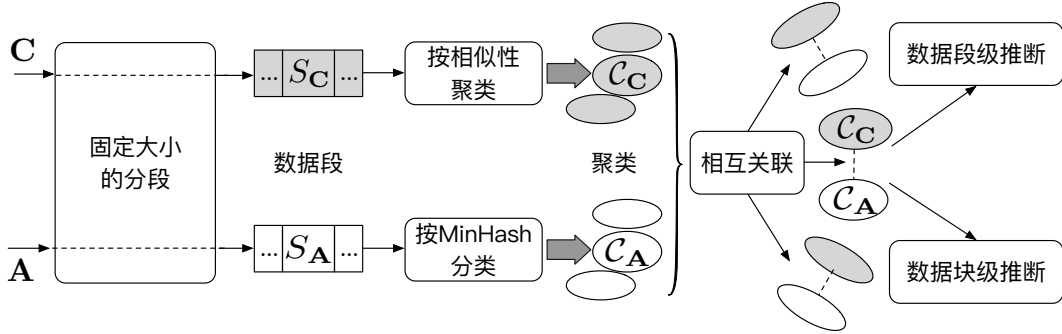 C
固定大小
的分段
A
... S_C ...
数据段
... S_A ...
按相似性
聚类
按MinHash
分类
C_C
聚类
C_A
相互关联
C_C
C_A
数据段级推断
数据块级推断